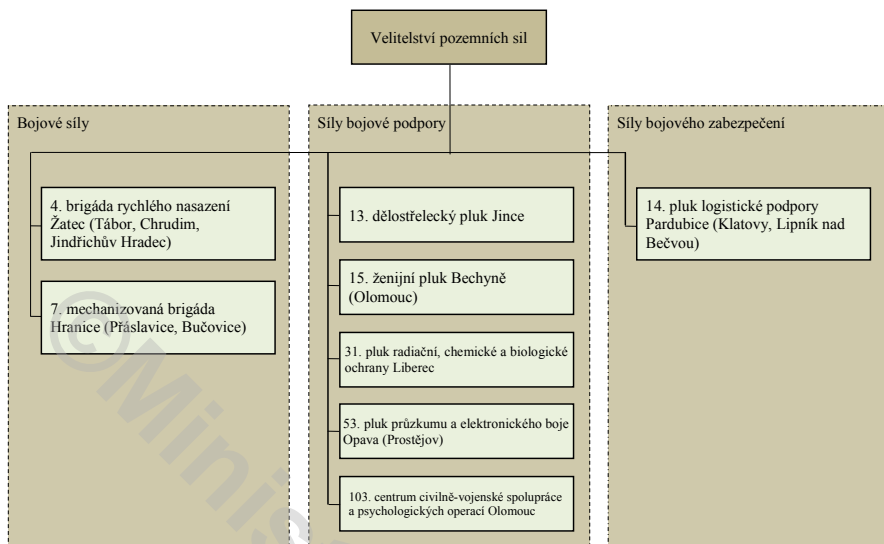 Velitelství pozemních sil
Bojové síly
4. brigáda rychlého nasazení
Žatec (Tábor, Chrudim,
Jindřichův Hradec)
7. mechanizovaná brigáda
Hranice (Přáslavice, Bučovice)
Síly bojové podpory
13. dělostřelecký pluk Jince
15. ženijní pluk Bechyně
(Olomouc)
31. pluk radiační, chemické a biologické
ochrany Liberec
53. pluk průzkumu a elektronického boje
Opava (Prostějov)
103. centrum civilně-vojenské spolupráce
a psychologických operací Olomouc
Síly bojového zabezpečení
14. pluk logistické podpory
Pardubice (Klatovy, Lipník nad
Bečvou)